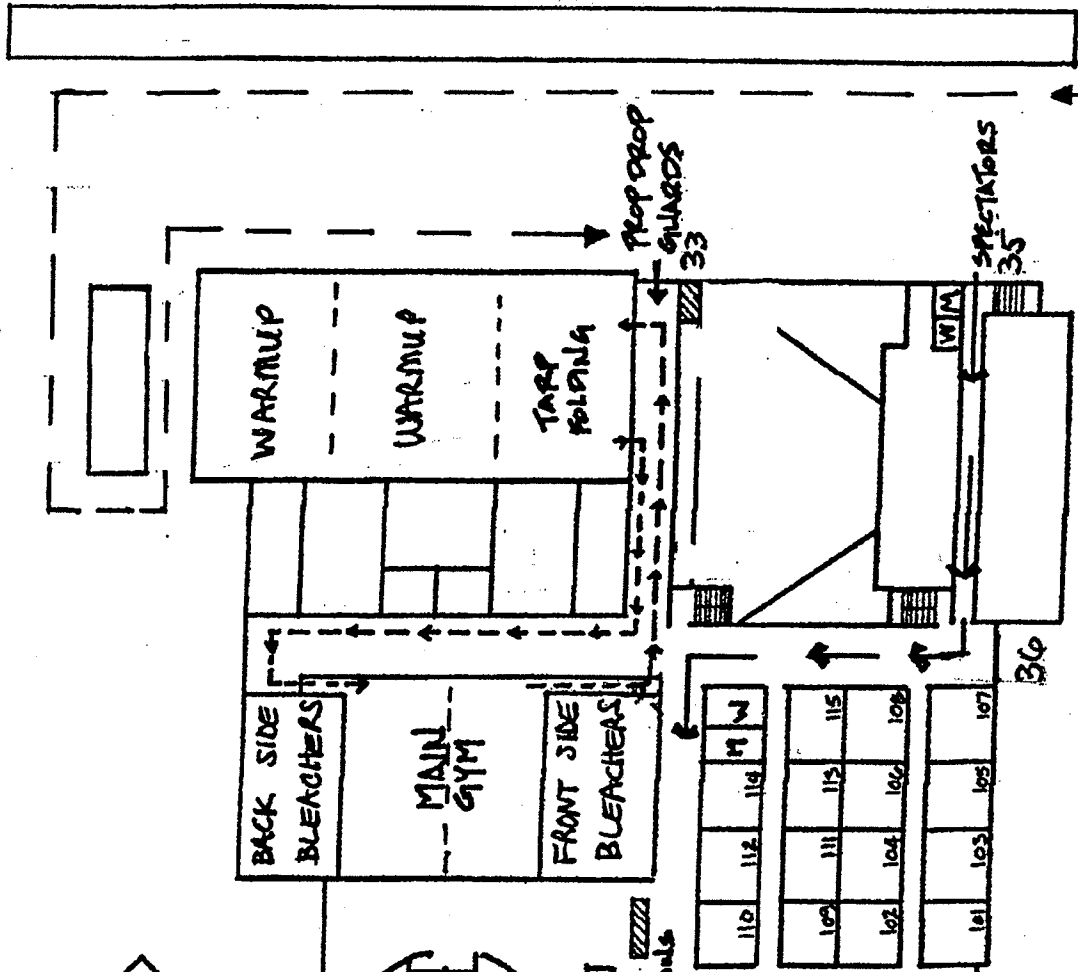 PROP DROP
GUARDS
33
SPECTATORS
35
WARMUP
WARMUP
TARP
FOLDING
W M
36
BACK SIDE
BLEACHERS
MAIN
GYM
FRONT SIDE
BLEACHERS
110 112 114 M W
109 111 113 115
102 104 106 108
101 103 105 107